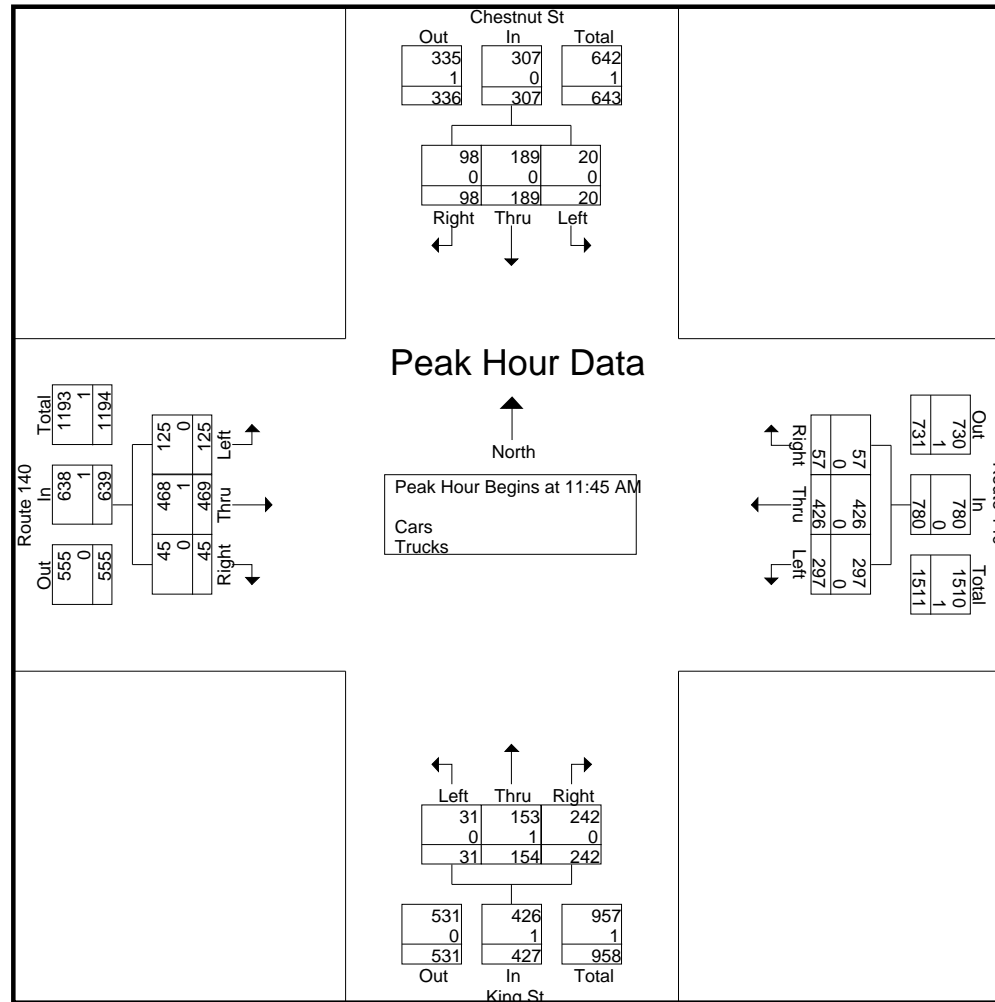 Chestnut St
Out In Total
335 307 642
1 0 1
336 307 643
98 189 20
0 0 0
98 189 20
Right Thru Left
Peak Hour Data
North
Peak Hour Begins at 11:45 AM
Cars
Trucks
Route 140
Total In Out
1193 638 555
1 1 0
1194 639 555
125 468 45
0 1 0
125 469 45
Left Thru Right
Out In Total
730 780 1510
1 0 1
731 780 1511
57 426 297
0 0 0
57 426 297
Right Thru Left
Left Thru Right
31 153 242
0 1 0
31 154 242
531 426 957
0 1 1
531 427 958
Out In Total
King St